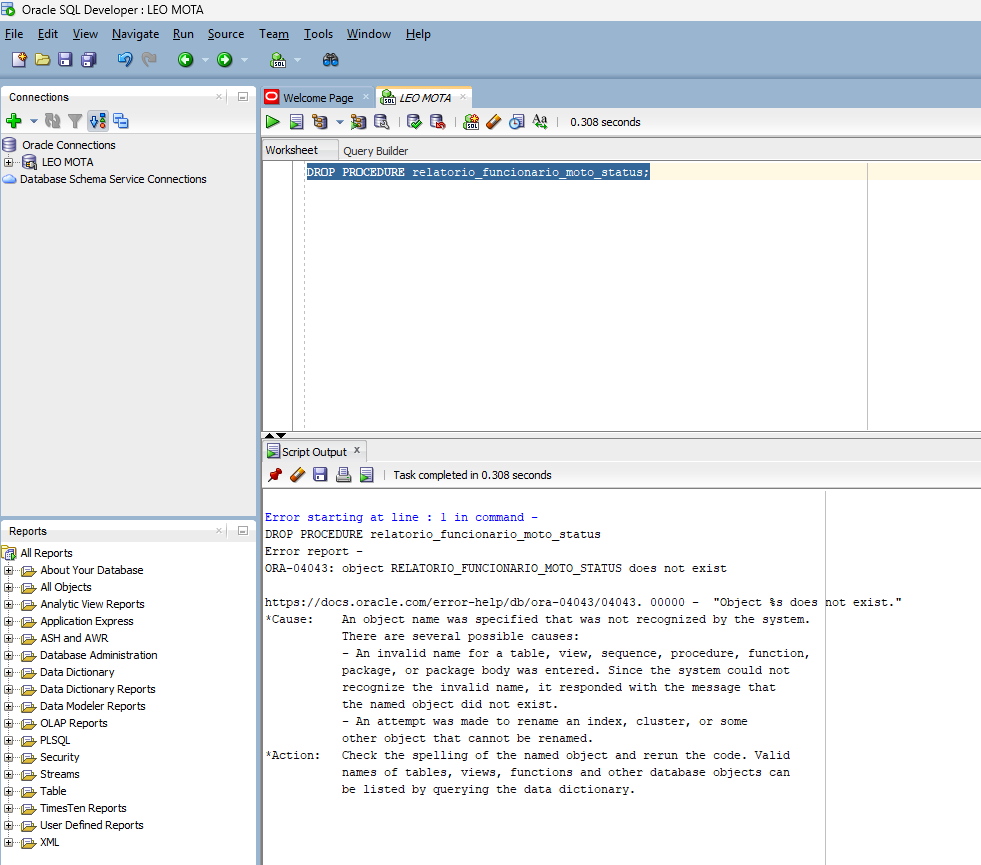 Oracle SQL Developer : LEO MOTA
File Edit View Navigate Run Source Team Tools Window Help
Connections
Oracle Connections
LEO MOTA
Database Schema Service Connections
Welcome Page
LEO MOTA
0.308 seconds
Worksheet
Query Builder
DROP PROCEDURE relatorio_funcionario_moto_status;
Script Output
Task completed in 0.308 seconds
Error starting at line : 1 in command -
DROP PROCEDURE relatorio_funcionario_moto_status
Error report -
ORA-04043: object RELATORIO_FUNCIONARIO_MOTO_STATUS does not exist
https://docs.oracle.com/error-help/db/ora-04043/04043. 00000 -  "Object %s does not exist."
*Cause:    An object name was specified that was not recognized by the system.
There are several possible causes:
- An invalid name for a table, view, sequence, procedure, function,
package, or package body was entered. Since the system could not
recognize the invalid name, it responded with the message that
the named object did not exist.
- An attempt was made to rename an index, cluster, or some
other object that cannot be renamed.
*Action:   Check the spelling of the named object and rerun the code. Valid
names of tables, views, functions and other database objects can
be listed by querying the data dictionary.
Reports
All Reports
About Your Database
All Objects
Analytic View Reports
Application Express
ASH and AWR
Database Administration
Data Dictionary
Data Dictionary Reports
Data Modeler Reports
OLAP Reports
PLSQL
Security
Streams
Table
TimesTen Reports
User Defined Reports
XML